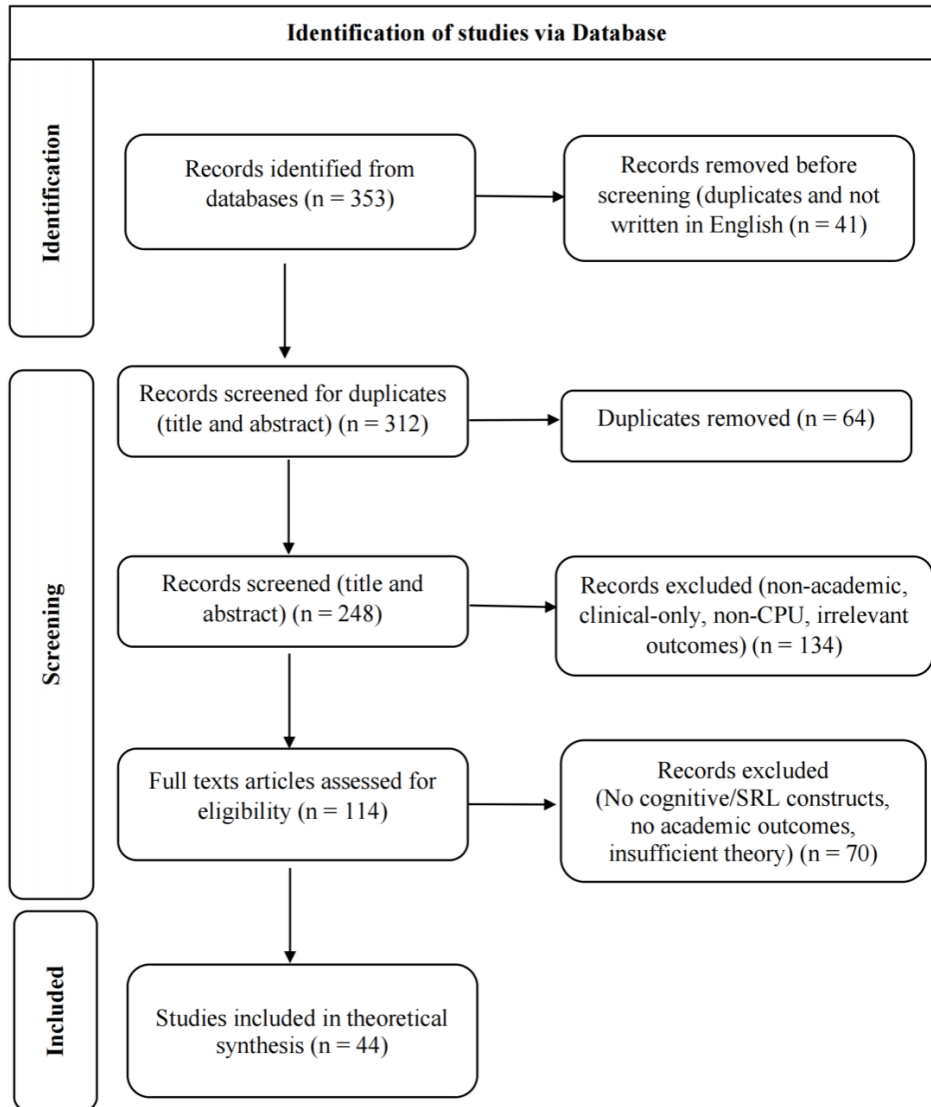 Identification of studies via Database
Identification
Records identified from
databases (n = 353)
Records removed before
screening (duplicates and not
written in English (n = 41)
Screening
Records screened for duplicates
(title and abstract) (n = 312)
Duplicates removed (n = 64)
Records screened (title and
abstract) (n = 248)
Records excluded (non-academic,
clinical-only, non-CPU, irrelevant
outcomes) (n = 134)
Full texts articles assessed for
eligibility (n = 114)
Records excluded
(No cognitive/SRL constructs,
no academic outcomes,
insufficient theory) (n = 70)
Included
Studies included in theoretical
synthesis (n = 44)